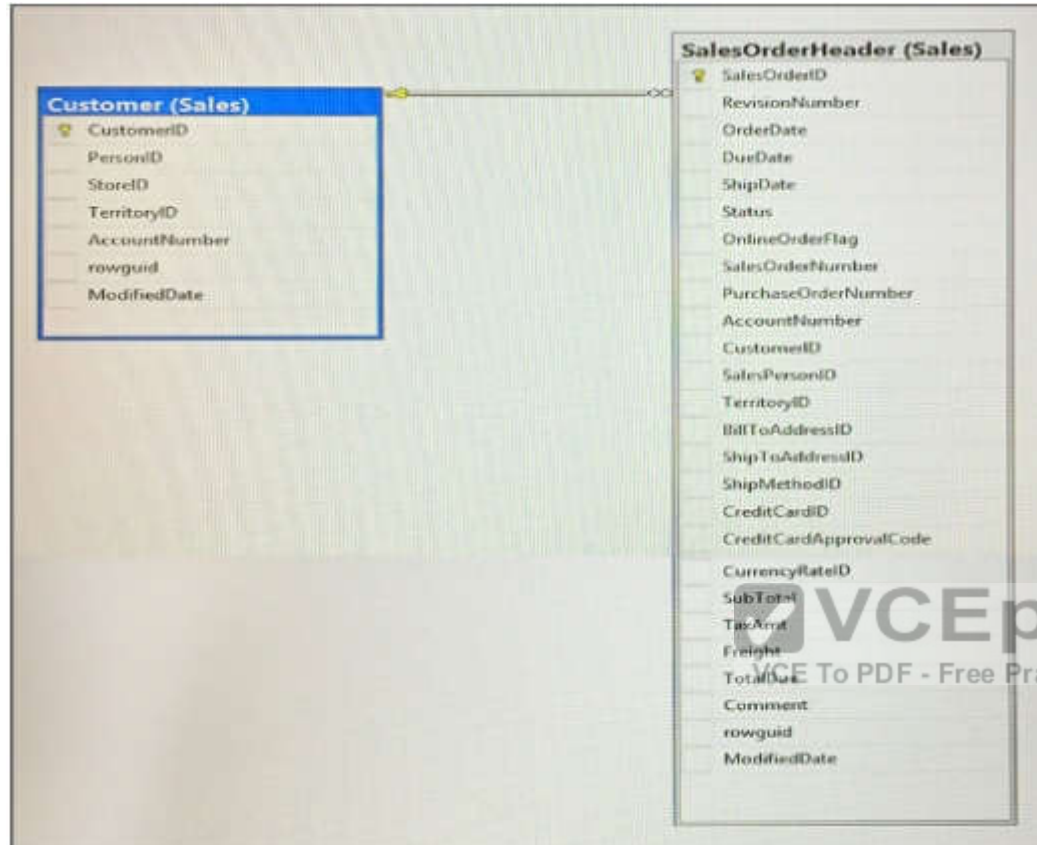 Customer (Sales)
CustomerID
PersonID
StoreID
TerritoryID
AccountNumber
rowguid
ModifiedDate
SalesOrderHeader (Sales)
SalesOrderID
RevisionNumber
OrderDate
DueDate
ShipDate
Status
OnlineOrderFlag
SalesOrderNumber
PurchaseOrderNumber
AccountNumber
CustomerID
SalesPersonID
TerritoryID
BillToAddressID
ShipToAddressID
ShipMethodID
CreditCardID
CreditCardApprovalCode
CurrencyRateID
SubTotal
TaxAmt
Freight
TotalDue
Comment
rowguid
ModifiedDate
VCEp
VCE To PDF - Free Pra